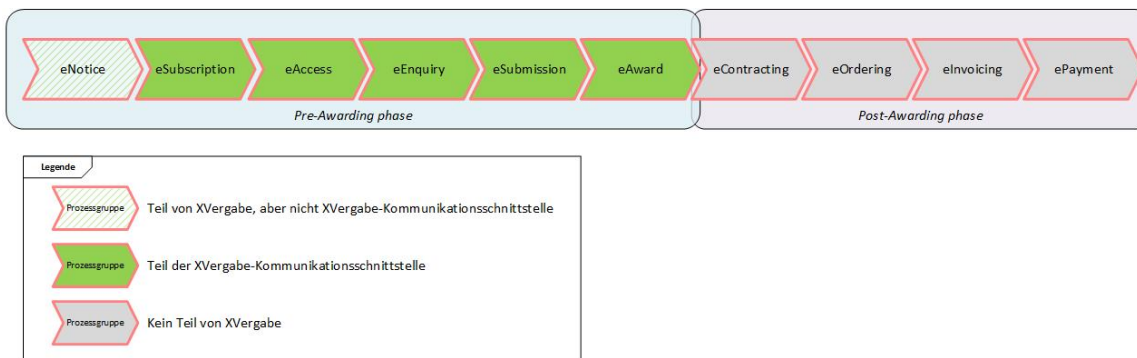 eNotice
eSubscription
eAccess
eEnquiry
eSubmission
eAward
eContracting
eOrdering
eInvoicing
ePayment
Pre-Awarding phase
Post-Awarding phase
Legende
Prozessgruppe
Teil von XVergabe, aber nicht XVergabe-Kommunikationsschnittstelle
Prozessgruppe
Teil der XVergabe-Kommunikationsschnittstelle
Prozessgruppe
Kein Teil von XVergabe